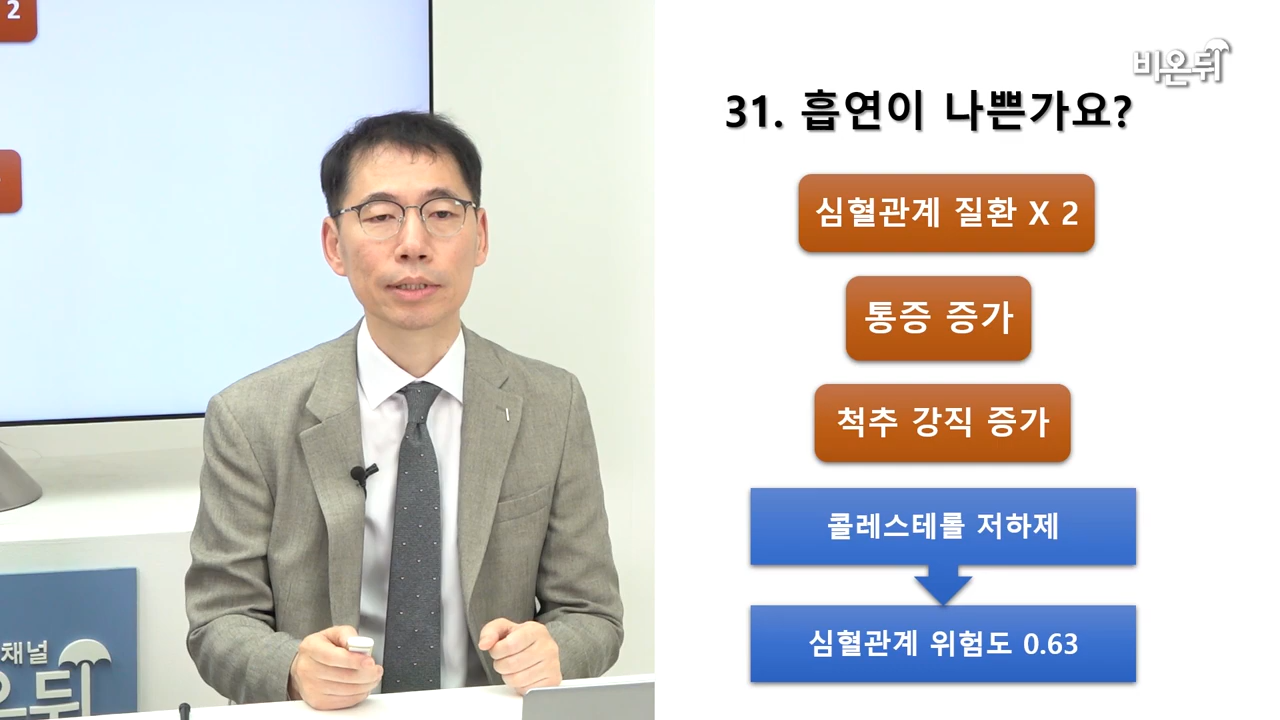 2
비온뒤
31. 흡연이 나쁜가요?
심혈관계 질환 X 2
통증 증가
척추 강직 증가
콜레스테롤 저하제
심혈관계 위험도 0.63
채널
온뒤